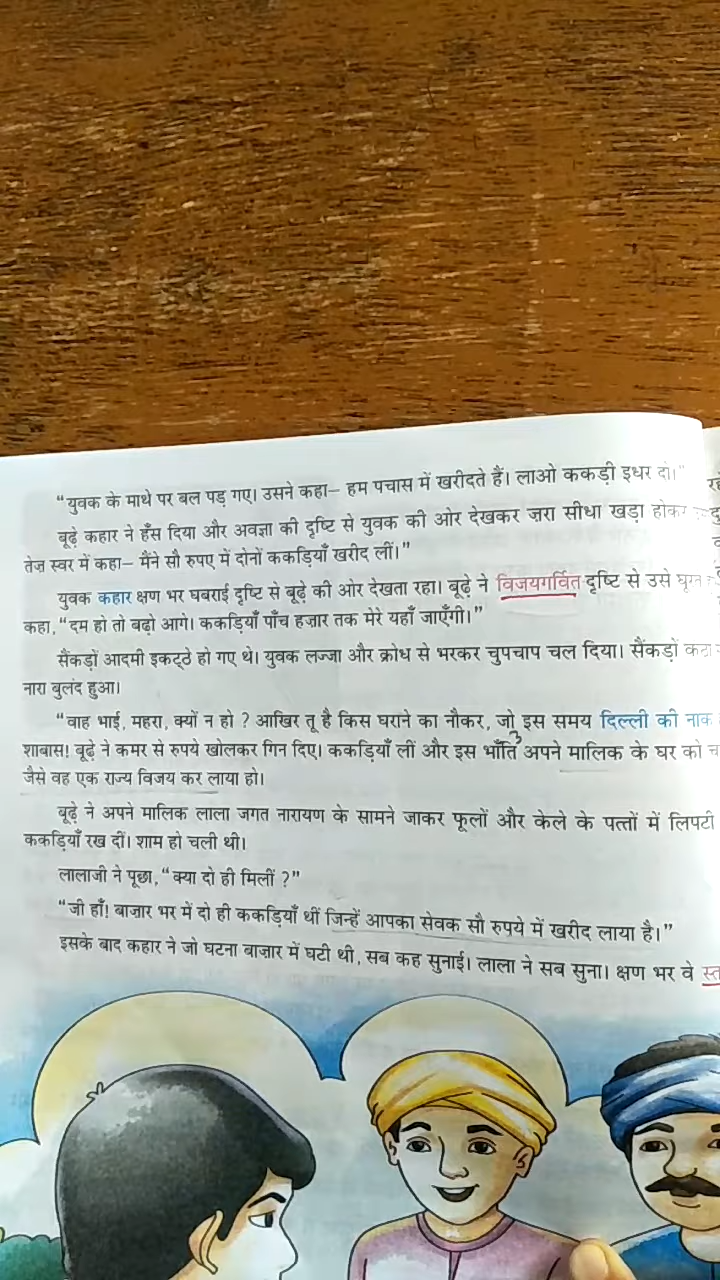 “युवक के माथे पर बल पड़ गए। उसने कहा– हम पचास में खरीदते हैं। लाओ ककड़ी इधर दो।”
बूढ़े कहार ने हँस दिया और अवज्ञा की दृष्टि से युवक की ओर देखकर ज़रा सीधा खड़ा होकर
तेज़ स्वर में कहा– मैंने सौ रुपए में दोनों ककड़ियाँ खरीद लीं।”
युवक कहार क्षण भर घबराई दृष्टि से बूढ़े की ओर देखता रहा। बूढ़े ने विजयगर्वित दृष्टि से उसे
कहा, “दम हो तो बढ़ो आगे। ककड़ियाँ पाँच हज़ार तक मेरे यहाँ जाएँगी।”
सैंकड़ों आदमी इकट्ठे हो गए थे। युवक लज्जा और क्रोध से भरकर चुपचाप चल दिया। सैंकड़ों
नारा बुलंद हुआ।
“वाह भाई, महरा, क्यों न हो ? आखिर तू है किस घराने का नौकर, जो इस समय दिल्ली की नाक
शाबास! बूढ़े ने कमर से रुपये खोलकर गिन दिए। ककड़ियाँ लीं और इस भाँति अपने मालिक के घर को
जैसे वह एक राज्य विजय कर लाया हो।
बूढ़े ने अपने मालिक लाला जगत नारायण के सामने जाकर फूलों और केले के पत्तों में लिपटी
ककड़ियाँ रख दीं। शाम हो चली थी।
लालाजी ने पूछा, “क्या दो ही मिलीं ?”
“जी हाँ! बाज़ार भर में दो ही ककड़ियाँ थीं जिन्हें आपका सेवक सौ रुपये में खरीद लाया है।”
इसके बाद कहार ने जो घटना बाज़ार में घटी थी, सब कह सुनाई। लाला ने सब सुना। क्षण भर वे